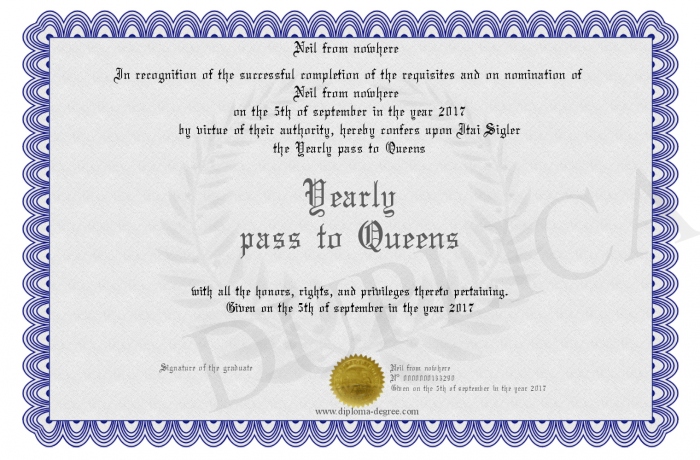 Neil from nowhere
In recognition of the successful completion of the requisites and on nomination of
Neil from nowhere
on the 5th of september in the year 2017
by virtue of their authority, hereby confers upon Itai Sigler
the Yearly pass to Queens
Yearly
pass to Queens
with all the honors, rights, and privileges thereto pertaining.
Given on the 5th of september in the year 2017
DUPLICA
Signature of the graduate
Neil from nowhere
Given on the 5th of september in the year 2017
www.diploma-degree.com